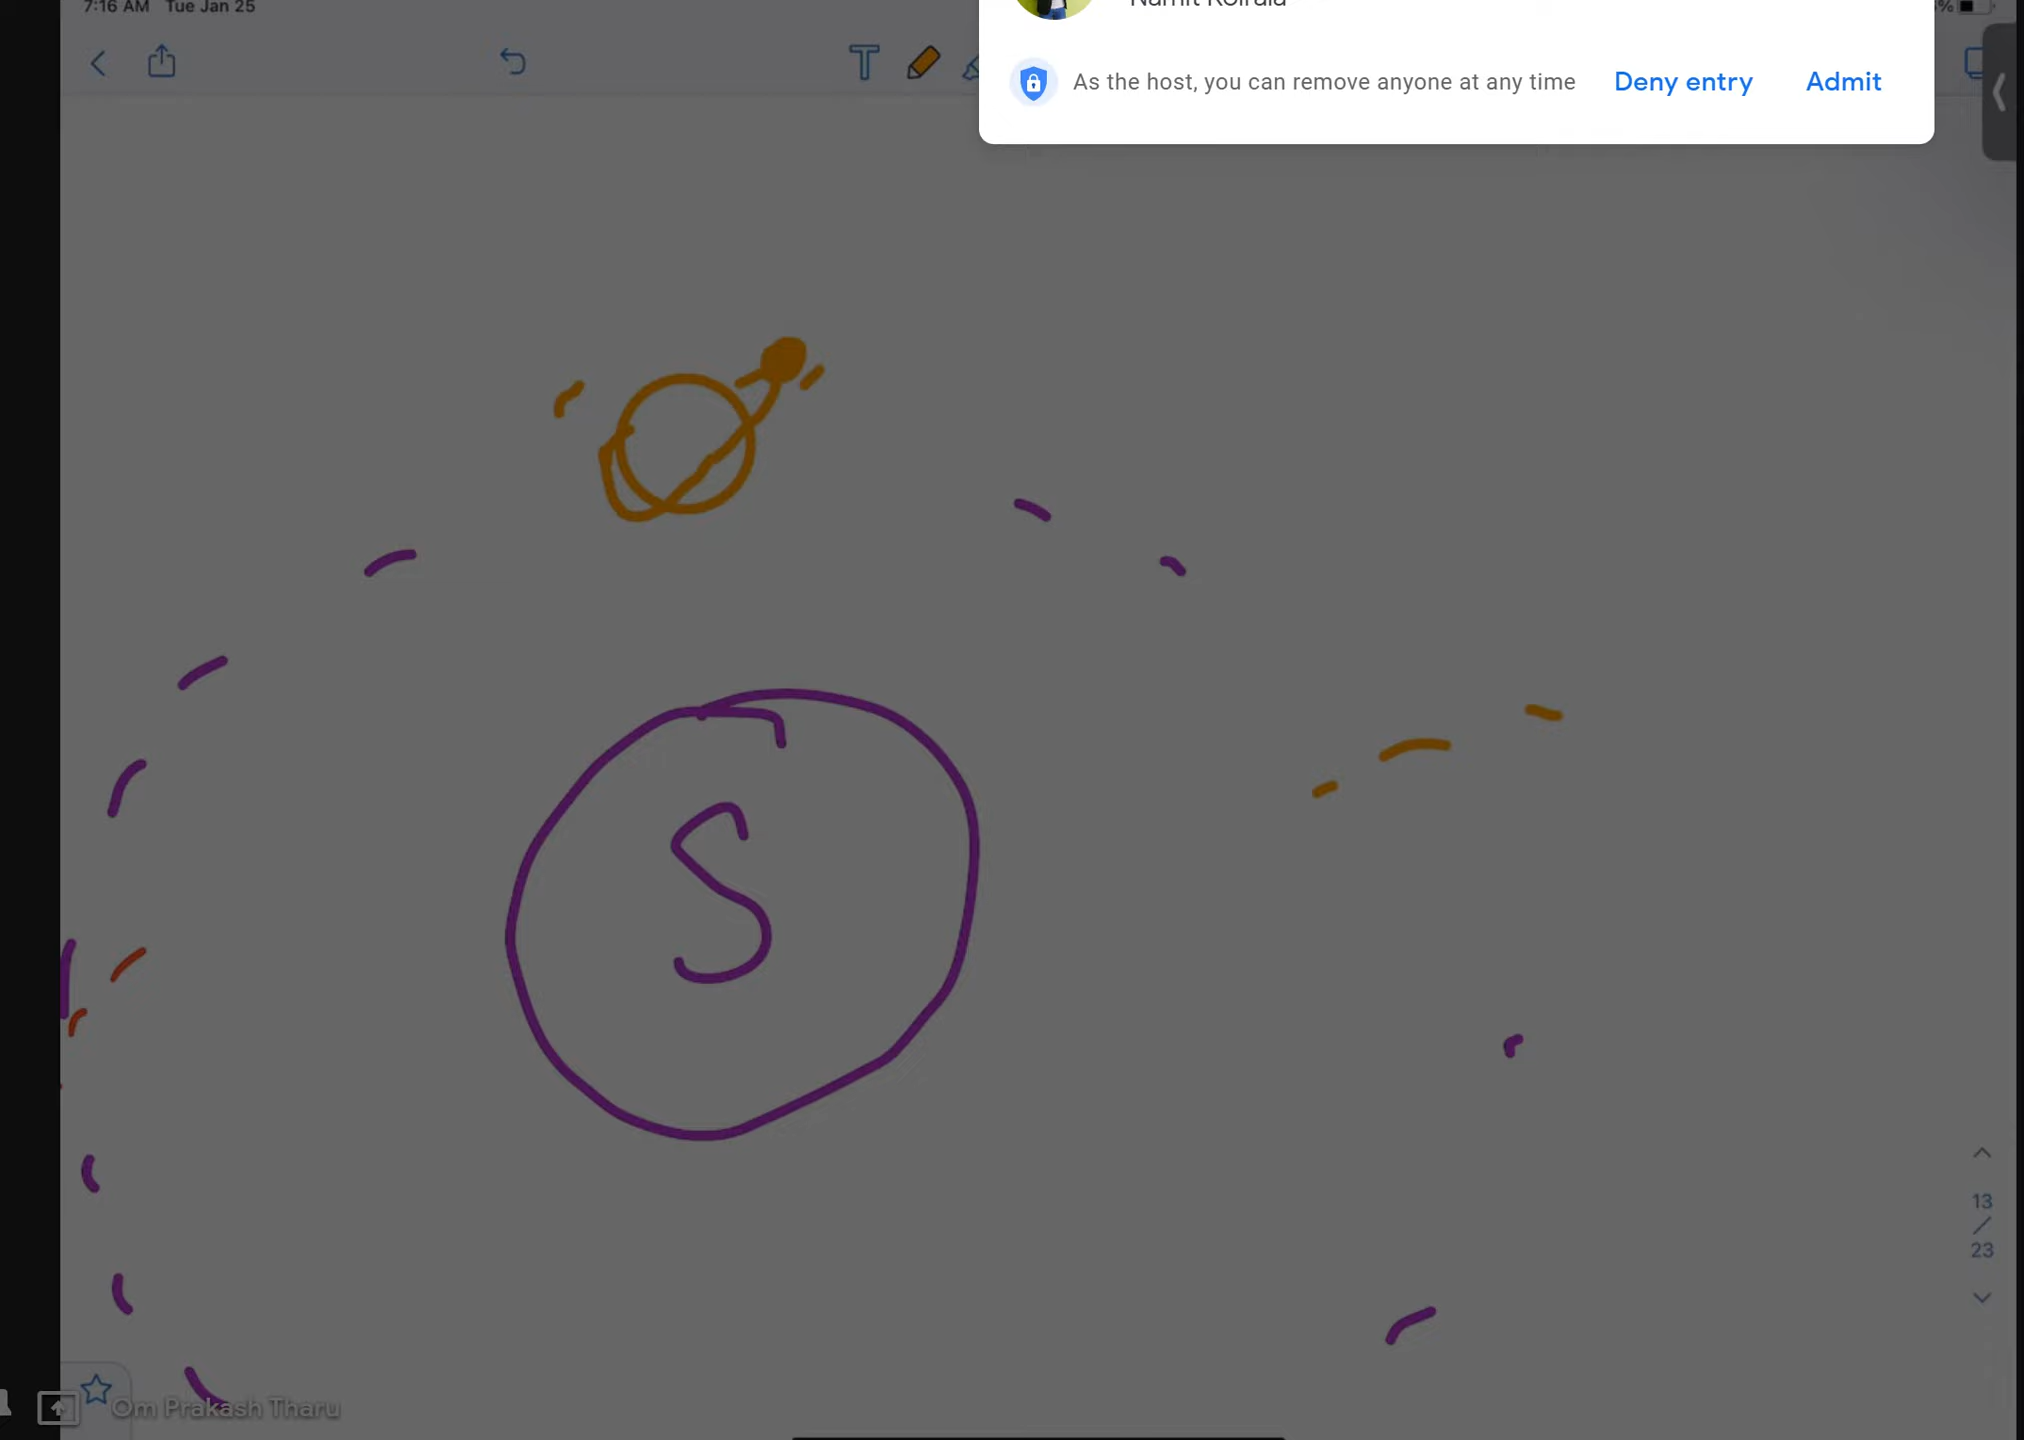 7:16 AM Tue Jan 25
%
As the host, you can remove anyone at any time
Deny entry
Admit
T
S
13
/
23
Om Prakash Tharu